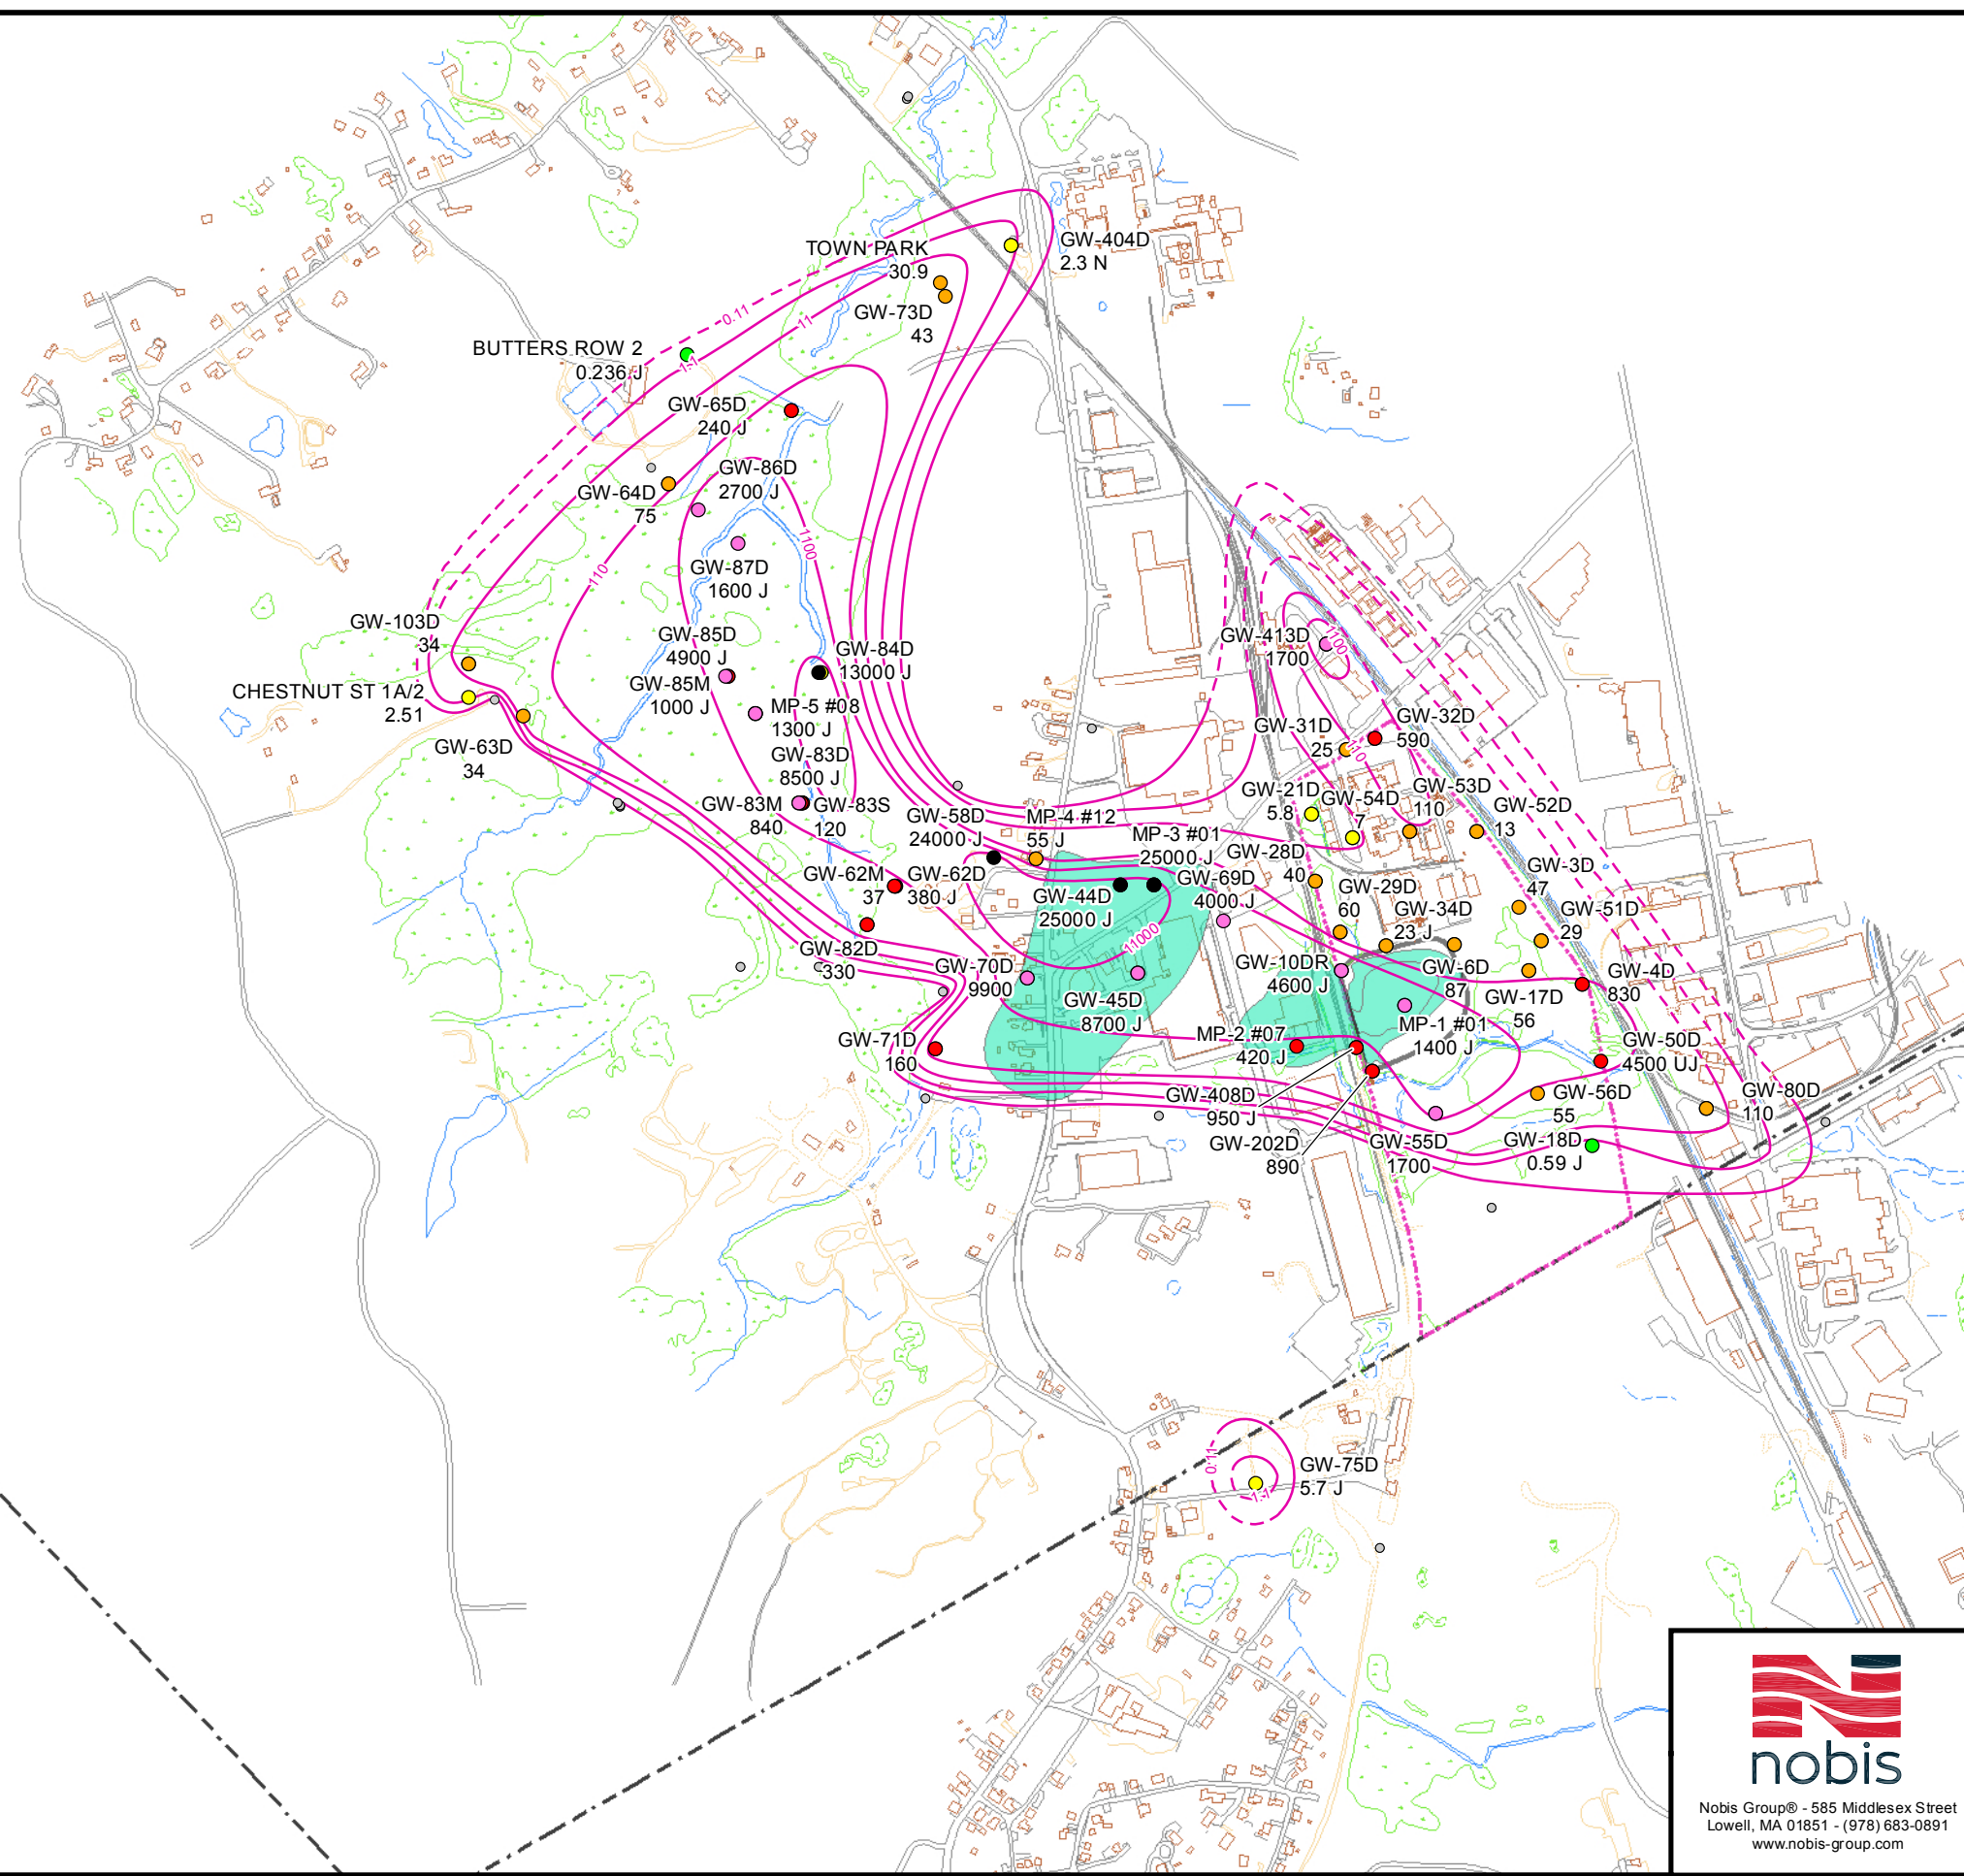 TOWN PARK
30.9
GW-404D
2.3 N
GW-73D
43
0.11
11
BUTTERS ROW 2
0.236 J
1.1
GW-65D
240 J
GW-86D
2700 J
GW-64D
75
1100
GW-87D
1600 J
110
GW-103D
34
GW-85D
4900 J
GW-84D
13000 J
GW-413D
1700
1100
CHESTNUT ST 1A/2
2.51
GW-85M
1000 J
MP-5 #08
1300 J
GW-63D
34
GW-31D
25
110
GW-32D
590
GW-83D
8500 J
GW-83M
840
GW-83S
120
GW-58D
24000 J
MP-4 #12
55 J
GW-21D
5.8
GW-54D
7
GW-53D
110
GW-52D
13
MP-3 #01
25000 J
GW-28D
40
GW-62M
37
GW-62D
380 J
GW-44D
25000 J
GW-69D
4000 J
GW-29D
60
GW-3D
47
GW-34D
23 J
GW-51D
29
11000
GW-82D
330
GW-70D
9900
GW-45D
8700 J
GW-10DR
4600 J
GW-6D
87
GW-17D
56
GW-4D
830
GW-71D
160
MP-2 #07
420 J
MP-1 #01
1400 J
GW-50D
4500 UJ
GW-408D
950 J
GW-56D
55
GW-80D
110
GW-202D
890
GW-55D
1700
GW-18D
0.59 J
0.11
GW-75D
5.7 J
1.1
nobis
Nobis Group® - 585 Middlesex Street
Lowell, MA 01851 - (978) 683-0891
www.nobis-group.com